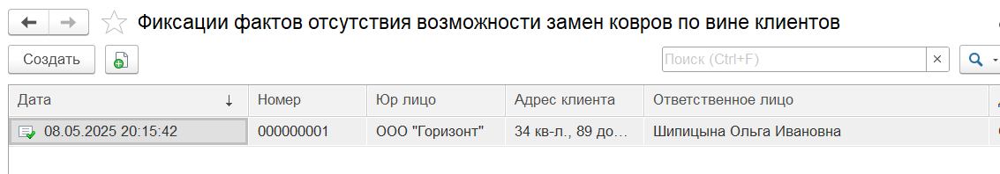 Фиксации фактов отсутствия возможности замен ковров по вине клиентов
Создать
Поиск (Ctrl+F)
Дата Номер Юр лицо Адрес клиента Ответственное лицо
08.05.2025 20:15:42 000000001 ООО "Горизонт" 34 кв-л., 89 до... Шипицына Ольга Ивановна